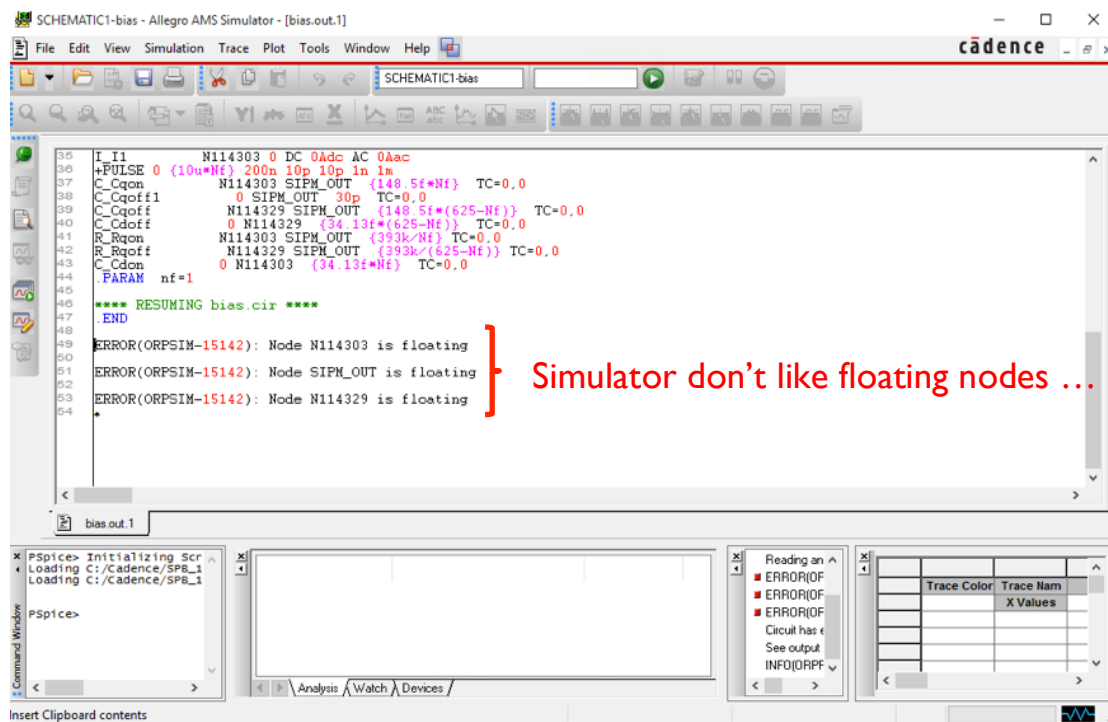 SCHEMATIC1-bias - Allegro AMS Simulator - [bias.out.1]
File Edit View Simulation Trace Plot Tools Window Help
cādence
SCHEMATIC1-bias
35 I_I1 N114303 0 DC 0Adc AC 0Aac
36 +PULSE 0 {10u*Nf} 200n 10p 10p 1n 1m
37 C_Cqon N114303 SIPM_OUT {148.5f*Nf} TC=0,0
38 C_Cqoff1 0 SIPM_OUT 30p TC=0,0
39 C_Cqoff N114329 SIPM_OUT {148.5f*(625-Nf)} TC=0,0
40 C_Cdoff 0 N114329 {34.13f*(625-Nf)} TC=0,0
41 R_Rqon N114303 SIPM_OUT {393k/Nf} TC=0,0
42 R_Rqoff N114329 SIPM_OUT {393k/(625-Nf)} TC=0,0
43 C_Cdon 0 N114303 {34.13f*Nf} TC=0,0
44 .PARAM nf=1
45
46 **** RESUMING bias.cir ****
47 .END
48
49 ERROR(ORPSIM-15142): Node N114303 is floating
50
51 ERROR(ORPSIM-15142): Node SIPM_OUT is floating
52
53 ERROR(ORPSIM-15142): Node N114329 is floating
54
Simulator don't like floating nodes …
bias.out.1
PSpice> Initializing Scr
Loading C:/Cadence/SPB_1
Loading C:/Cadence/SPB_1
PSpice>
Command Window
Analysis Watch Devices
Reading an
ERROR(OF
ERROR(OF
ERROR(OF
Circuit has e
See output
INFO(ORPF
Trace Color Trace Nam
X Values
Insert Clipboard contents